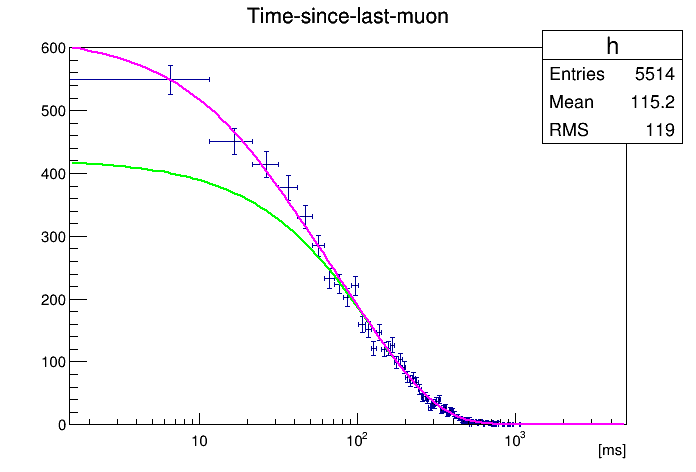 Time-since-last-muon
h
Entries 5514
Mean 115.2
RMS 119
600
500
400
300
200
100
0
10 10² 10³
[ms]